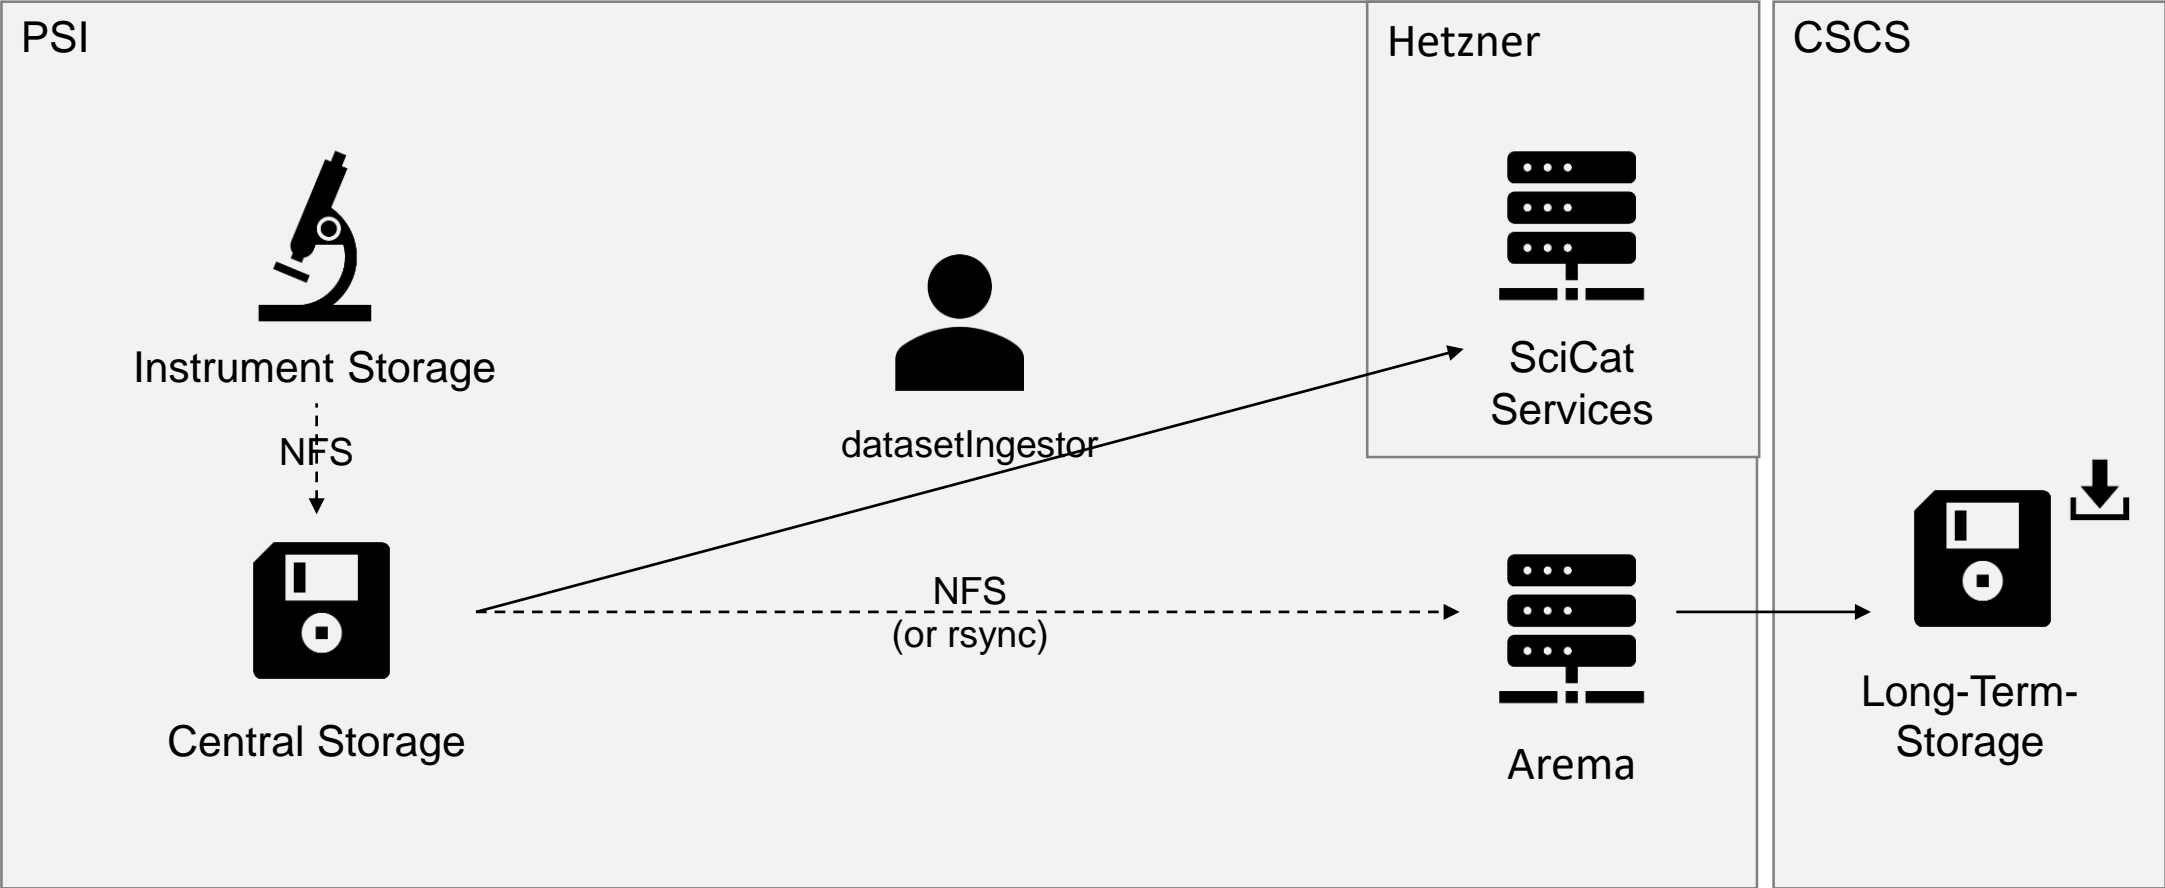 PSI
Hetzner
CSCS
Instrument Storage
NFS
Central Storage
datasetIngestor
NFS
(or rsync)
SciCat
Services
Arema
Long-Term-
Storage